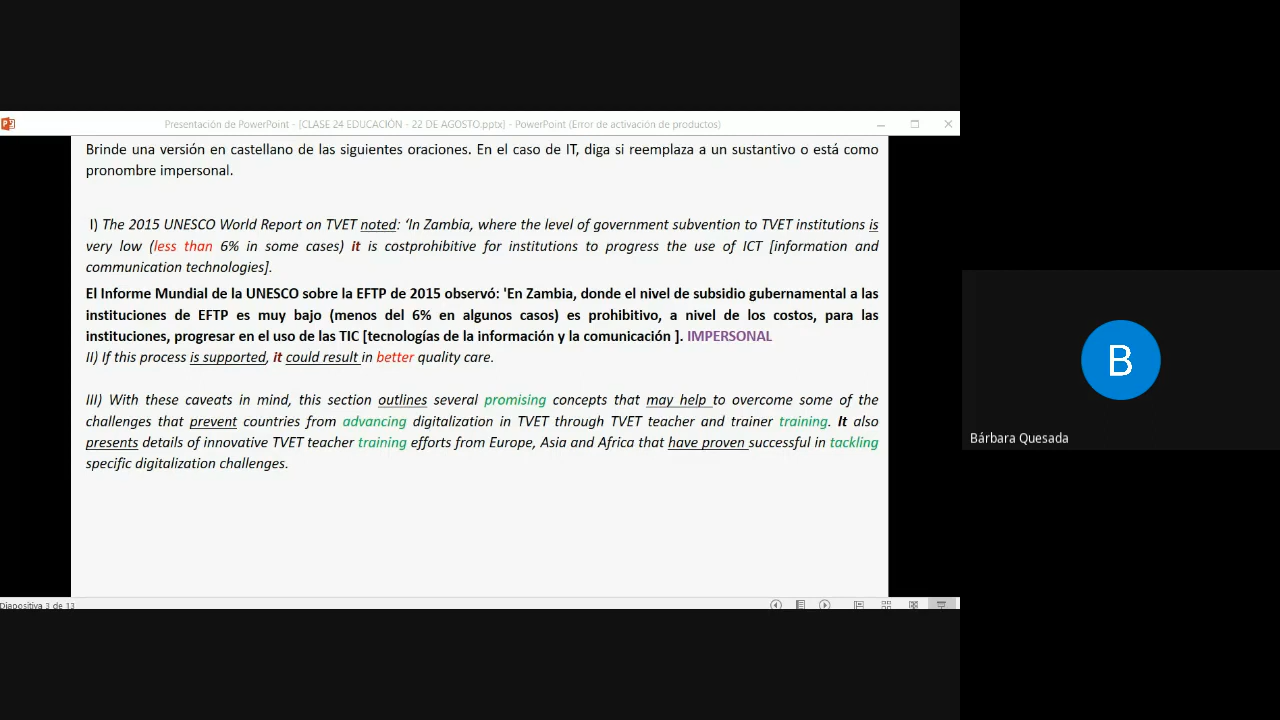 Presentación de PowerPoint - [CLASE 24 EDUCACIÓN - 22 DE AGOSTO.pptx] - PowerPoint (Error de activación de productos)
Brinde una versión en castellano de las siguientes oraciones. En el caso de IT, diga si reemplaza a un sustantivo o está como
pronombre impersonal.
I) The 2015 UNESCO World Report on TVET noted: ‘In Zambia, where the level of government subvention to TVET institutions is
very low (less than 6% in some cases) it is costprohibitive for institutions to progress the use of ICT [information and
communication technologies].
El Informe Mundial de la UNESCO sobre la EFTP de 2015 observó: 'En Zambia, donde el nivel de subsidio gubernamental a las
instituciones de EFTP es muy bajo (menos del 6% en algunos casos) es prohibitivo, a nivel de los costos, para las
instituciones, progresar en el uso de las TIC [tecnologías de la información y la comunicación ]. IMPERSONAL
II) If this process is supported, it could result in better quality care.
III) With these caveats in mind, this section outlines several promising concepts that may help to overcome some of the
challenges that prevent countries from advancing digitalization in TVET through TVET teacher and trainer training. It also
presents details of innovative TVET teacher training efforts from Europe, Asia and Africa that have proven successful in tackling
specific digitalization challenges.
Diapositiva 3 de 13
B
Bárbara Quesada